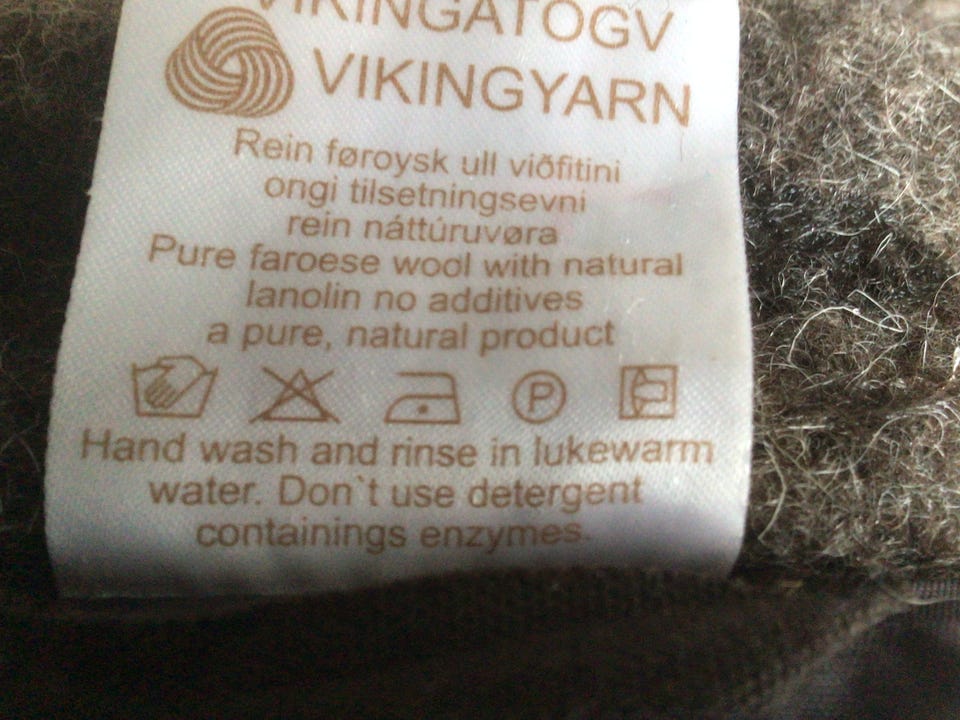 VIKINGATOGV
VIKINGYARN
Rein føroysk ull viðfitini
ongi tilsetningsevni
rein náttúruvøra
Pure faroese wool with natural
lanolin no additives
a pure, natural product
P
Hand wash and rinse in lukewarm
water. Don`t use detergent
containings enzymes.